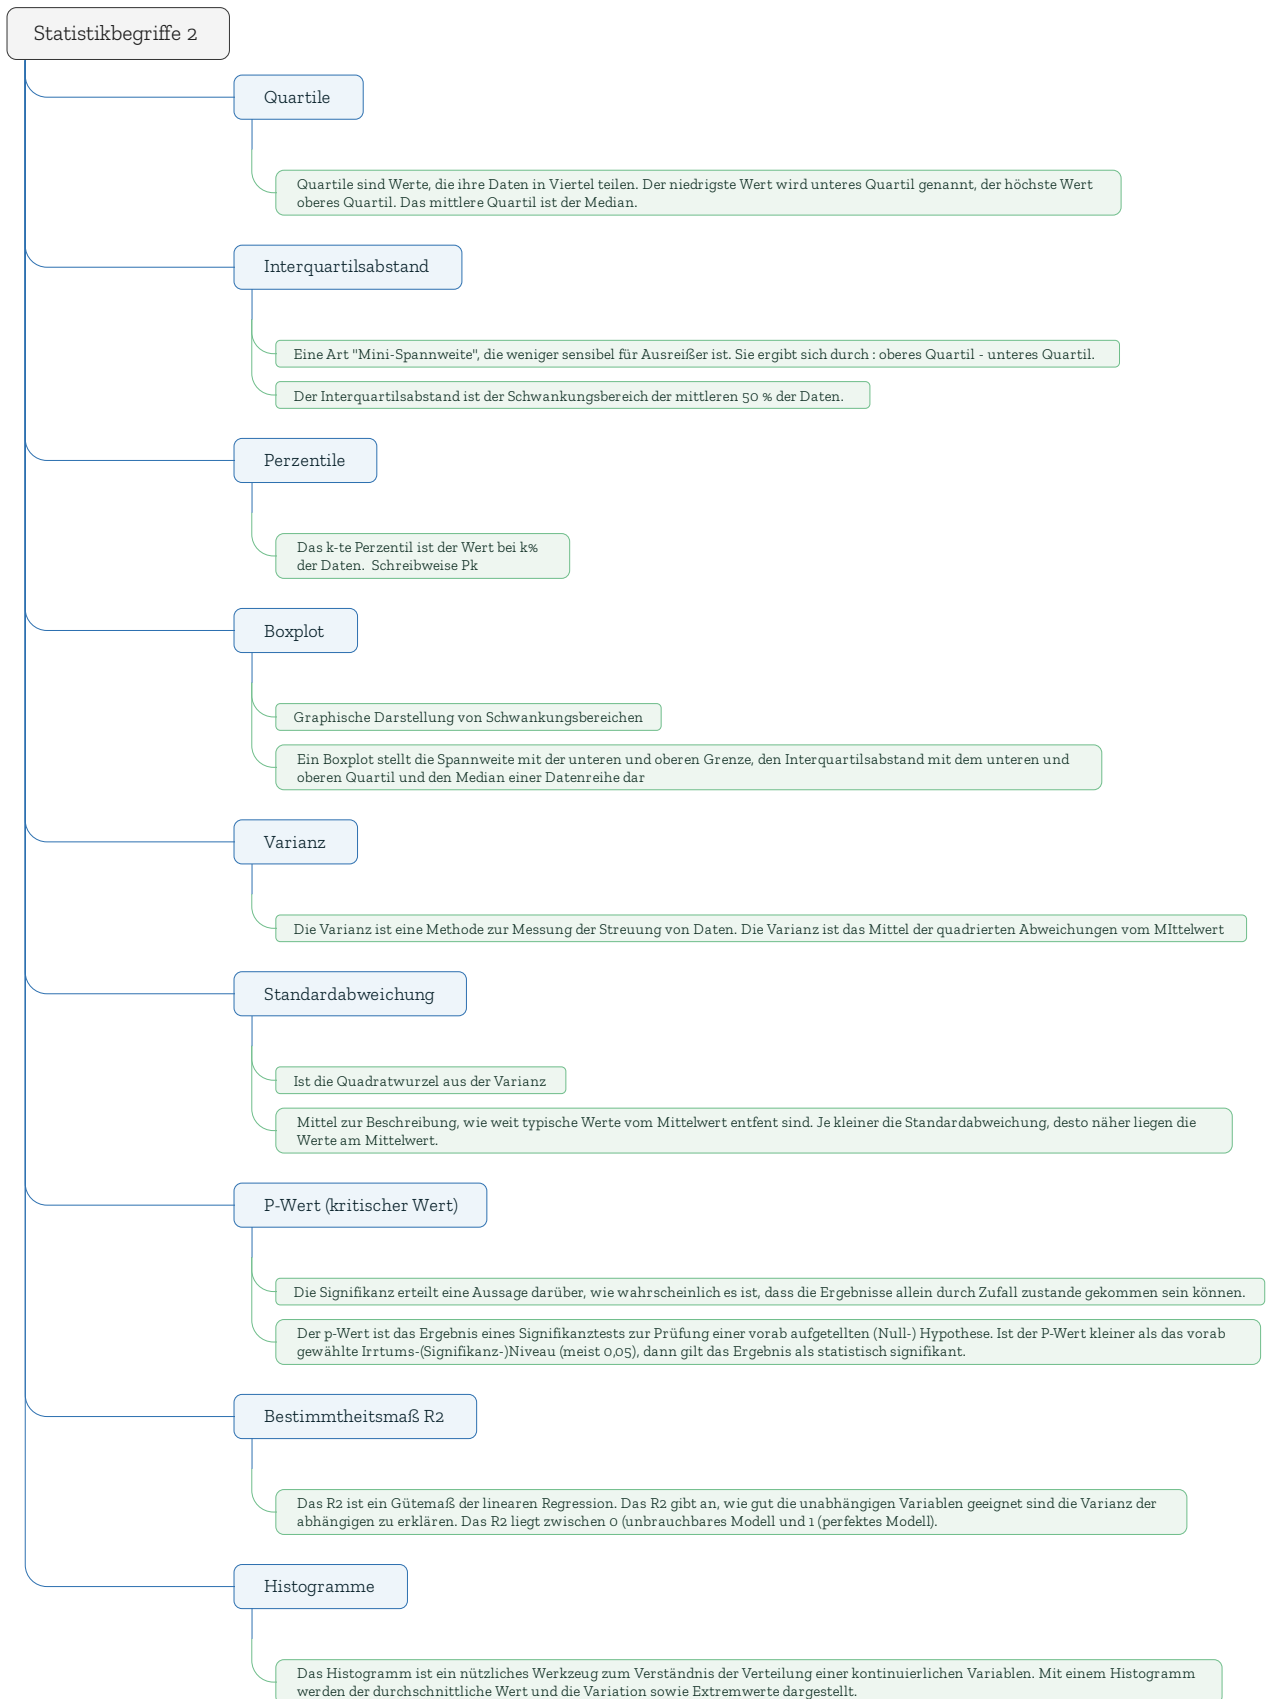 Statistikbegriffe 2
Quartile
Quartile sind Werte, die ihre Daten in Viertel teilen. Der niedrigste Wert wird unteres Quartil genannt, der höchste Wert
oberes Quartil. Das mittlere Quartil ist der Median.
Interquartilsabstand
Eine Art "Mini-Spannweite", die weniger sensibel für Ausreißer ist. Sie ergibt sich durch : oberes Quartil - unteres Quartil.
Der Interquartilsabstand ist der Schwankungsbereich der mittleren 50 % der Daten.
Perzentile
Das k-te Perzentil ist der Wert bei k%
der Daten.  Schreibweise Pk
Boxplot
Graphische Darstellung von Schwankungsbereichen
Ein Boxplot stellt die Spannweite mit der unteren und oberen Grenze, den Interquartilsabstand mit dem unteren und
oberen Quartil und den Median einer Datenreihe dar
Varianz
Die Varianz ist eine Methode zur Messung der Streuung von Daten. Die Varianz ist das Mittel der quadrierten Abweichungen vom MIttelwert
Standardabweichung
Ist die Quadratwurzel aus der Varianz
Mittel zur Beschreibung, wie weit typische Werte vom Mittelwert entfent sind. Je kleiner die Standardabweichung, desto näher liegen die
Werte am Mittelwert.
P-Wert (kritischer Wert)
Die Signifikanz erteilt eine Aussage darüber, wie wahrscheinlich es ist, dass die Ergebnisse allein durch Zufall zustande gekommen sein können.
Der p-Wert ist das Ergebnis eines Signifikanztests zur Prüfung einer vorab aufgetellten (Null-) Hypothese. Ist der P-Wert kleiner als das vorab
gewählte Irrtums-(Signifikanz-)Niveau (meist 0,05), dann gilt das Ergebnis als statistisch signifikant.
Bestimmtheitsmaß R2
Das R2 ist ein Gütemaß der linearen Regression. Das R2 gibt an, wie gut die unabhängigen Variablen geeignet sind die Varianz der
abhängigen zu erklären. Das R2 liegt zwischen 0 (unbrauchbares Modell und 1 (perfektes Modell).
Histogramme
Das Histogramm ist ein nützliches Werkzeug zum Verständnis der Verteilung einer kontinuierlichen Variablen. Mit einem Histogramm
werden der durchschnittliche Wert und die Variation sowie Extremwerte dargestellt.